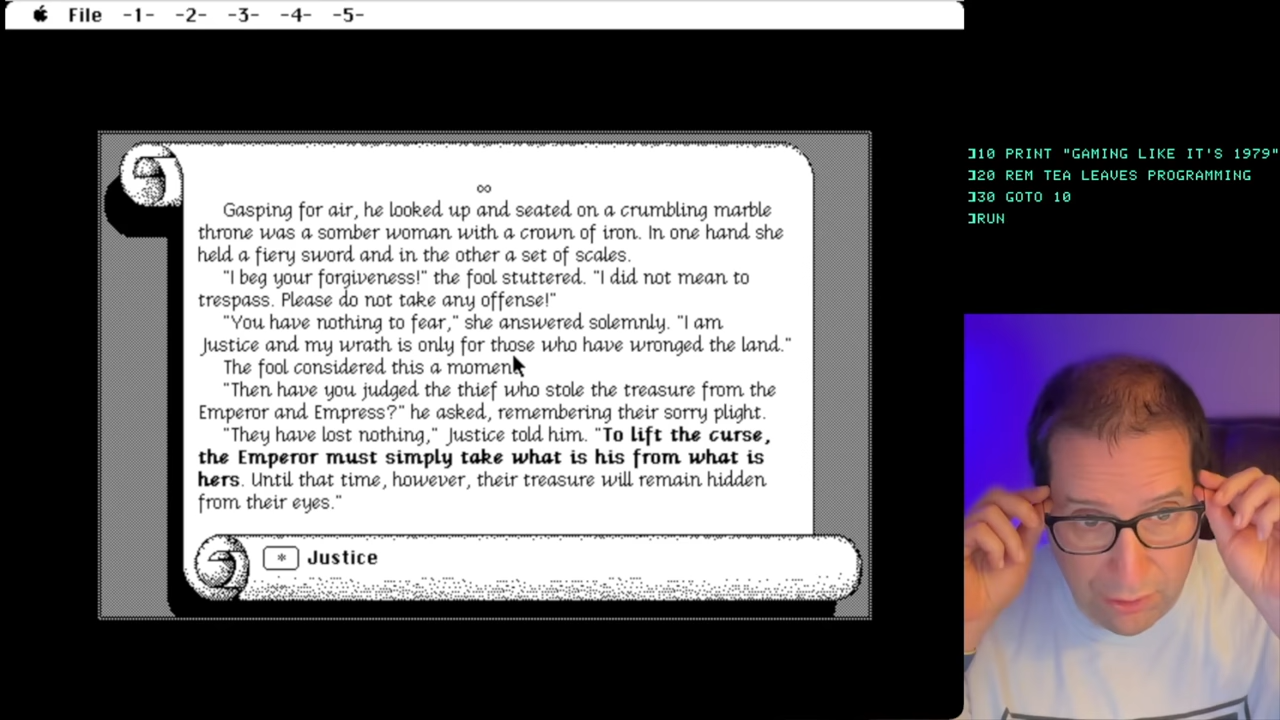 File -1- -2- -3- -4- -5-
∞
Gasping for air, he looked up and seated on a crumbling marble
throne was a somber woman with a crown of iron. In one hand she
held a fiery sword and in the other a set of scales.
"I beg your forgiveness!" the fool stuttered. "I did not mean to
trespass. Please do not take any offense!"
"You have nothing to fear," she answered solemnly. "I am
Justice and my wrath is only for those who have wronged the land."
The fool considered this a moment
"Then have you judged the thief who stole the treasure from the
Emperor and Empress?" he asked, remembering their sorry plight.
"They have lost nothing," Justice told him. "To lift the curse,
the Emperor must simply take what is his from what is
hers. Until that time, however, their treasure will remain hidden
from their eyes."
* Justice
]10 PRINT "GAMING LIKE IT'S 1979"
]20 REM TEA LEAVES PROGRAMMING
]30 GOTO 10
]RUN